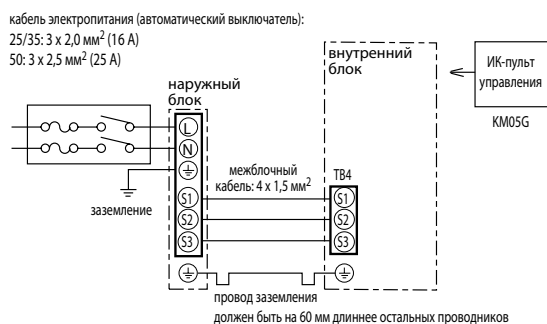 кабель электропитания (автоматический выключатель):
25/35: 3 x 2,0 мм² (16 А)
50: 3 x 2,5 мм² (25 А)
внутренний
блок
ИК-пульт
управления
KM05G
наружный
блок
L
N
заземление
межблочный
кабель: 4 x 1,5 мм²
TB4
S1
S2
S3
S1
S2
S3
провод заземления
должен быть на 60 мм длиннее остальных проводников